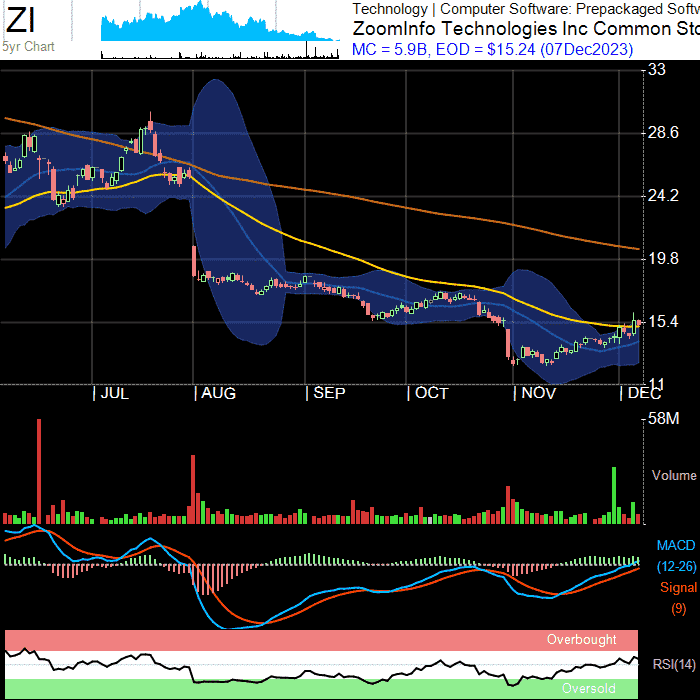 ZI
5yr Chart
Technology | Computer Software: Prepackaged Softw
ZoomInfo Technologies Inc Common Sto
MC = 5.9B, EOD = $15.24 (07Dec2023)
33
28.6
24.2
19.8
15.4
11
| JUL | AUG | SEP | OCT | NOV | DEC
58M
Volume
MACD
(12-26)
Signal
(9)
Overbought
RSI(14)
Oversold